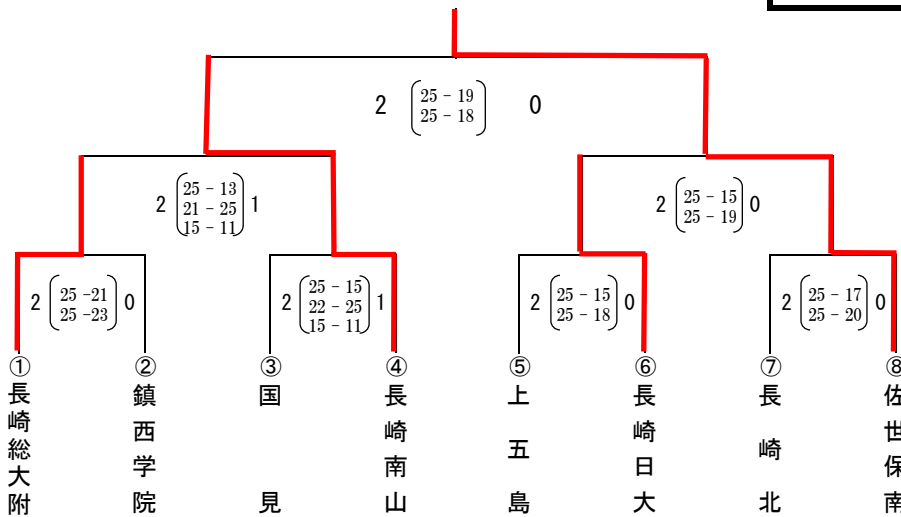 2 25 - 19 0
25 - 18
2 25 - 13 1
21 - 25
15 - 11
2 25 - 15 0
25 - 19
2 25 -21 0
25 -23
2 25 - 15 1
22 - 25
15 - 11
2 25 - 15 0
25 - 18
2 25 - 17 0
25 - 20
① 長崎総大附
② 鎮西学院
③ 国見
④ 長崎南山
⑤ 上五島
⑥ 長崎日大
⑦ 長崎北
⑧ 佐世保南